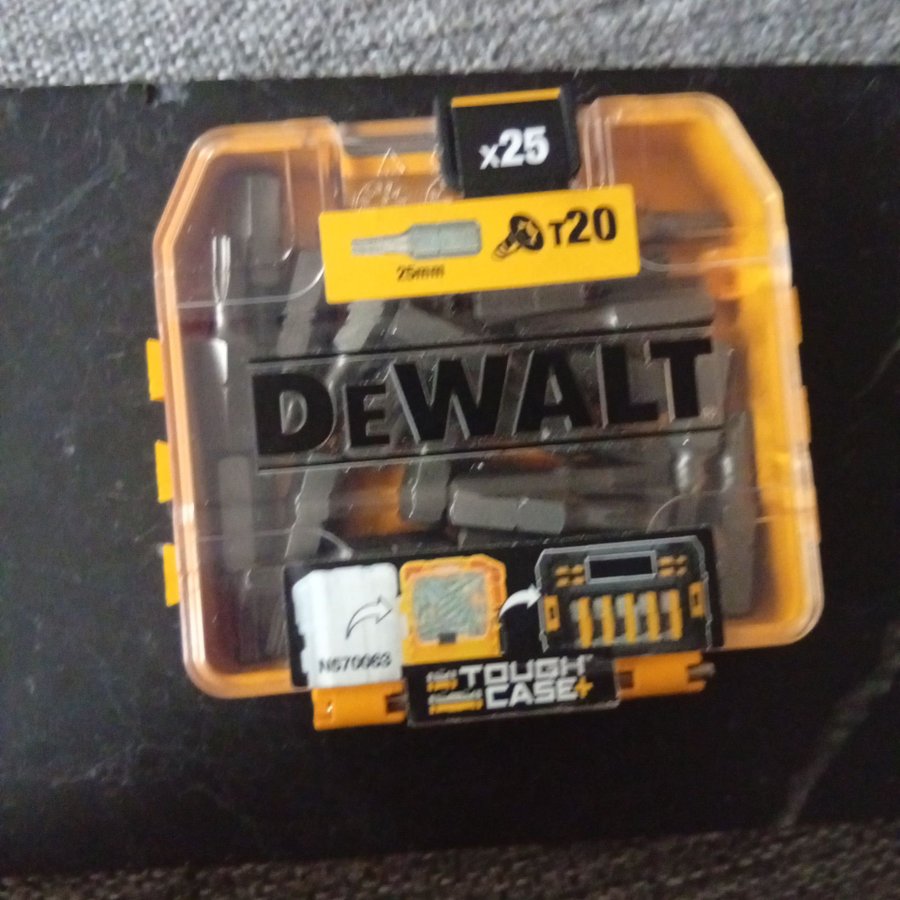 x25
25mm
T20
DEWALT
N570063
TOUGH
CASE+